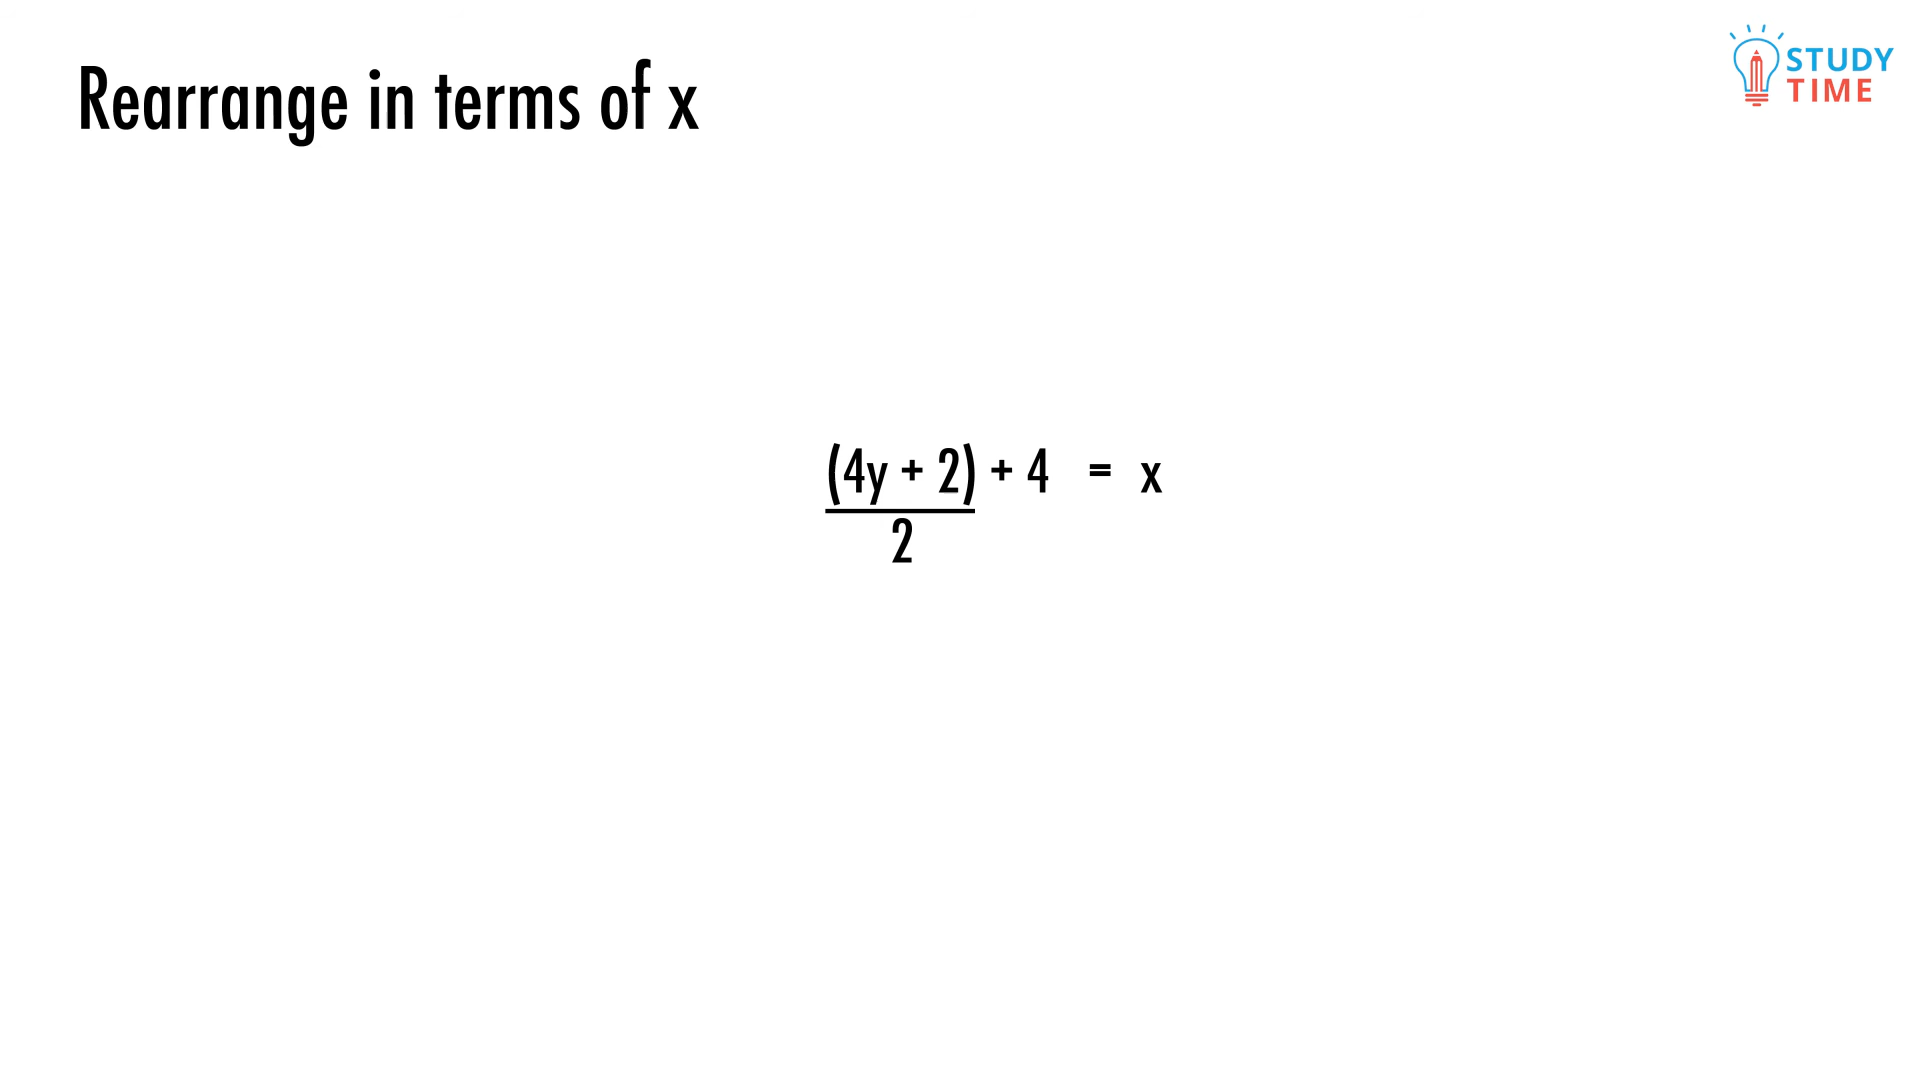 Rearrange in terms of x
STUDY
TIME
(4y + 2) + 4 = x
2